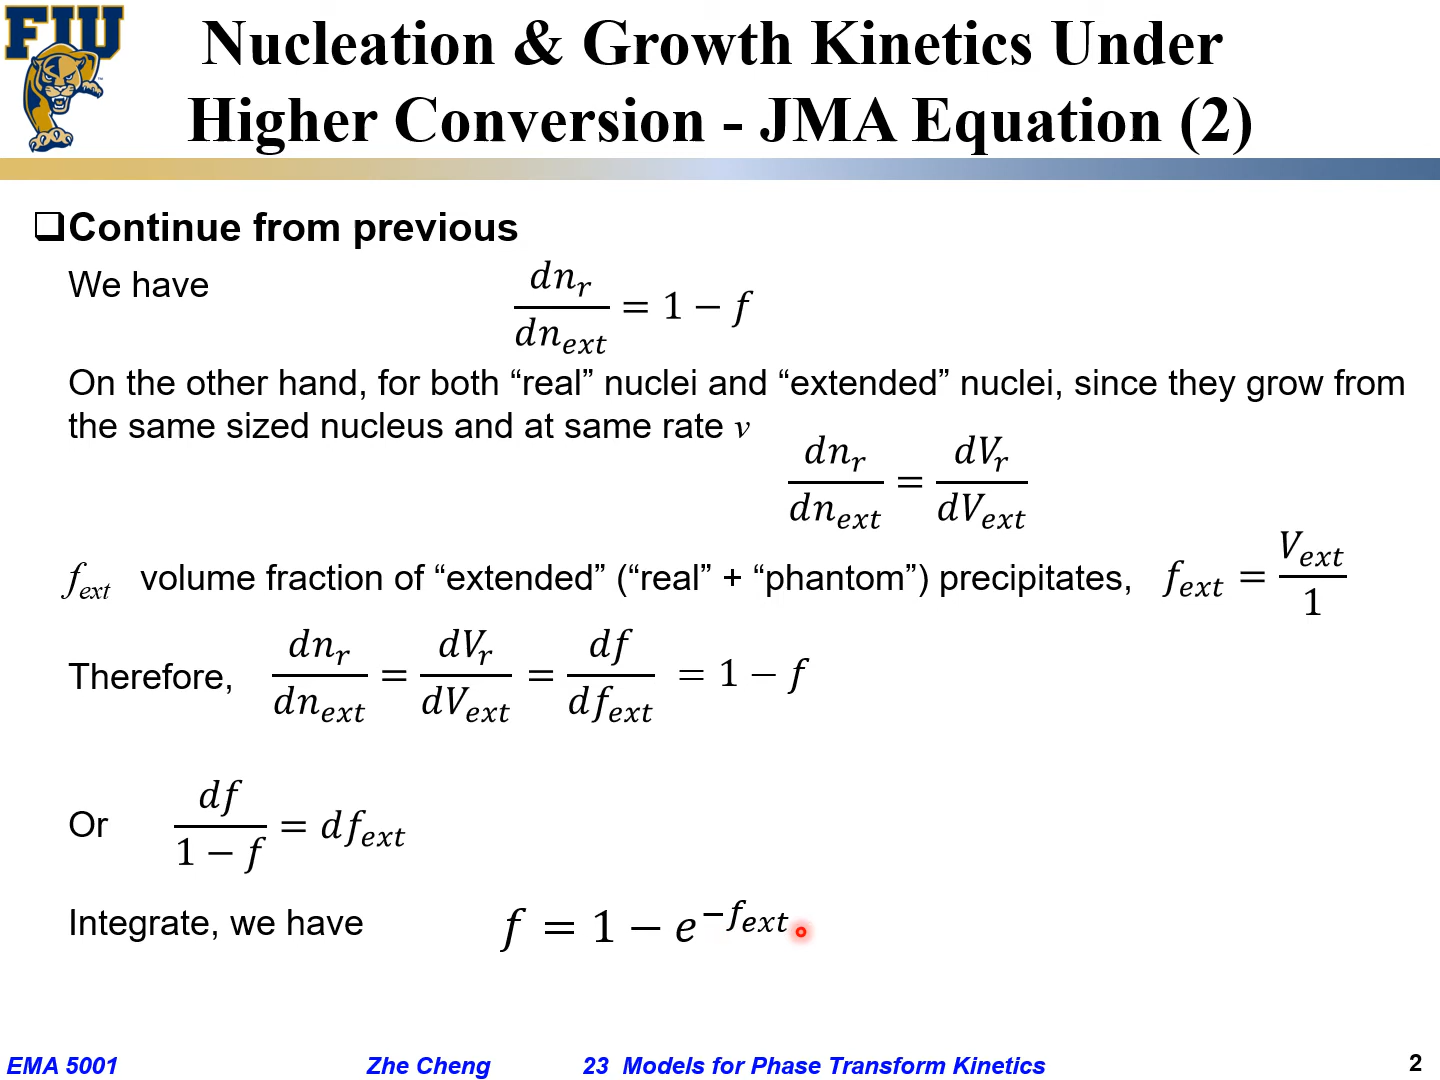 FIU
Nucleation & Growth Kinetics Under
Higher Conversion - JMA Equation (2)
❑Continue from previous
We have dn_r/dn_ext = 1 − f
On the other hand, for both “real” nuclei and “extended” nuclei, since they grow from
the same sized nucleus and at same rate v
dn_r/dn_ext = dV_r/dV_ext
f_ext volume fraction of “extended” (“real” + “phantom”) precipitates, f_ext = V_ext/1
Therefore, dn_r/dn_ext = dV_r/dV_ext = df/df_ext = 1 − f
Or df/(1 − f) = df_ext
Integrate, we have f = 1 − e^(−f_ext)
EMA 5001 Zhe Cheng 23 Models for Phase Transform Kinetics 2